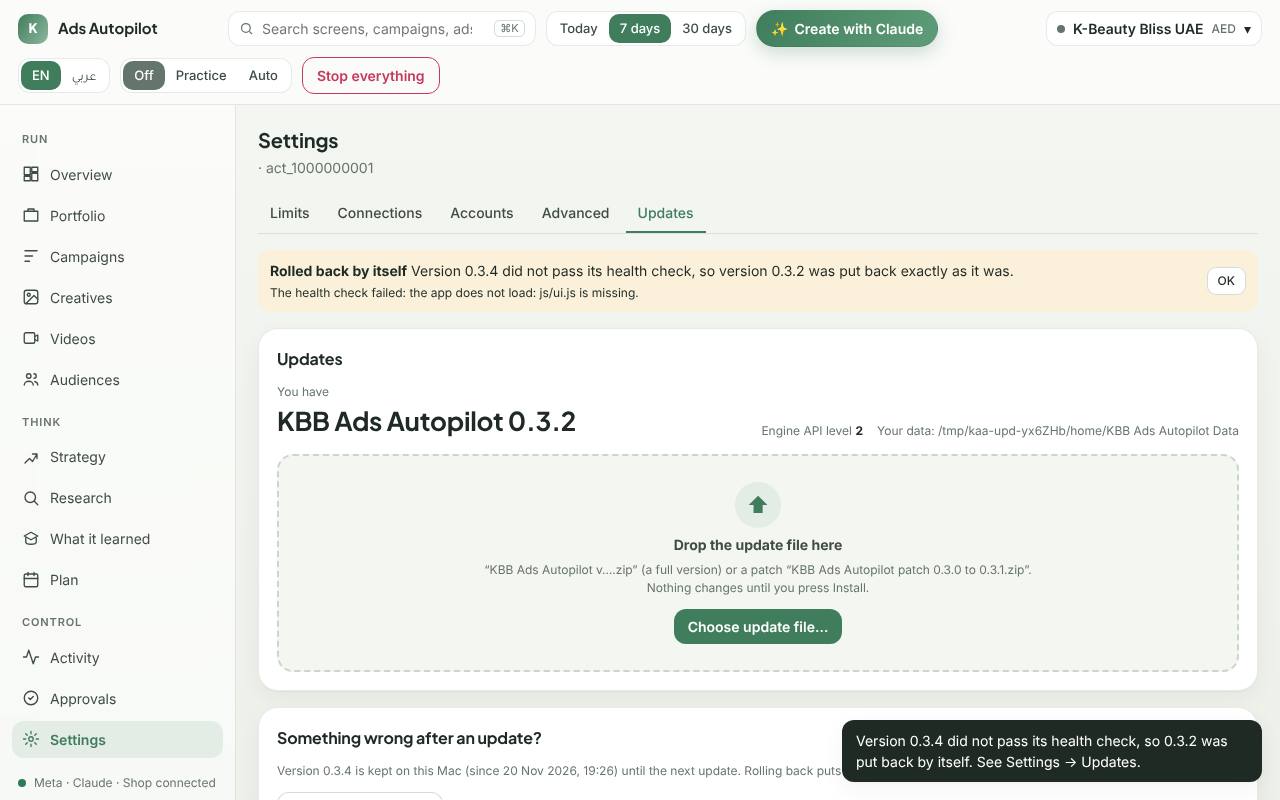 K Ads Autopilot
Search screens, campaigns, ads
⌘K
Today 7 days 30 days
✨ Create with Claude
K-Beauty Bliss UAE AED ▾
EN عربي
Off Practice Auto
Stop everything
RUN
Overview
Portfolio
Campaigns
Creatives
Videos
Audiences
THINK
Strategy
Research
What it learned
Plan
CONTROL
Activity
Approvals
Settings
Meta · Claude · Shop connected
Settings
· act_1000000001
Limits Connections Accounts Advanced Updates
Rolled back by itself Version 0.3.4 did not pass its health check, so version 0.3.2 was put back exactly as it was.
The health check failed: the app does not load: js/ui.js is missing.
OK
Updates
You have
KBB Ads Autopilot 0.3.2
Engine API level 2 Your data: /tmp/kaa-upd-yx6ZHb/home/KBB Ads Autopilot Data
Drop the update file here
“KBB Ads Autopilot v….zip” (a full version) or a patch “KBB Ads Autopilot patch 0.3.0 to 0.3.1.zip”.
Nothing changes until you press Install.
Choose update file…
Something wrong after an update?
Version 0.3.4 is kept on this Mac (since 20 Nov 2026, 19:26) until the next update. Rolling back puts
Version 0.3.4 did not pass its health check, so 0.3.2 was
put back by itself. See Settings → Updates.